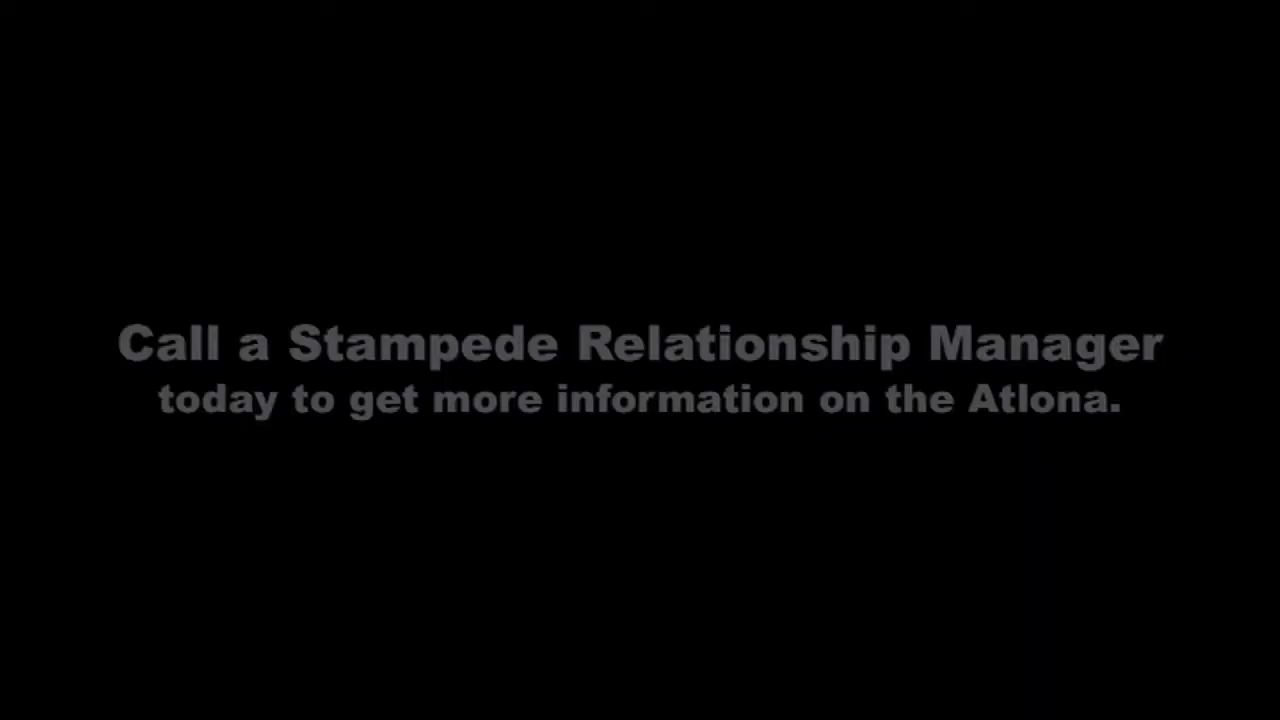 Call a Stampede Relationship Manager
today to get more information on the Atlona.